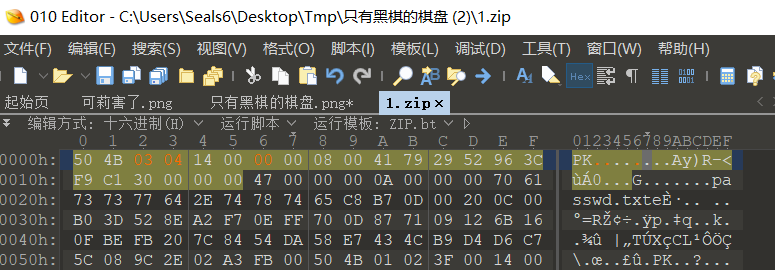 010 Editor - C:\Users\Seals6\Desktop\Tmp\只有黑棋的棋盘 (2)\1.zip
文件(F) 编辑(E) 搜索(S) 视图(V) 格式(O) 脚本(I) 模板(L) 调试(D) 工具(T) 窗口(W) 帮助(H)
Hex
起始页 可莉害了.png 只有黑棋的棋盘.png* 1.zip ×
编辑方式: 十六进制(H) 运行脚本 运行模板: ZIP.bt
0 1 2 3 4 5 6 7 8 9 A B C D E F 0123456789ABCDEF
0000h: 50 4B 03 04 14 00 00 00 08 00 41 79 29 52 96 3C PK........Ay)R–<
0010h: F9 C1 30 00 00 00 47 00 00 00 0A 00 00 00 70 61 ùÁ0...G.......pa
0020h: 73 73 77 64 2E 74 78 74 65 C8 B7 0D 00 20 0C 00 sswd.txteÈ·.. ..
0030h: B0 3D 52 8E A2 F7 0E FF 70 0D 87 71 09 12 6B 16 °=RŽ¢÷.ÿp.‡q..k.
0040h: 0F BE FB 20 7C 84 54 DA 58 E7 43 4C B9 D4 D6 C7 .¾û |„TÚXçCL¹ÔÖÇ
0050h: 5C 08 9C 2E 02 A3 FB 00 50 4B 01 02 3F 00 14 00 \.œ..£û.PK..?...